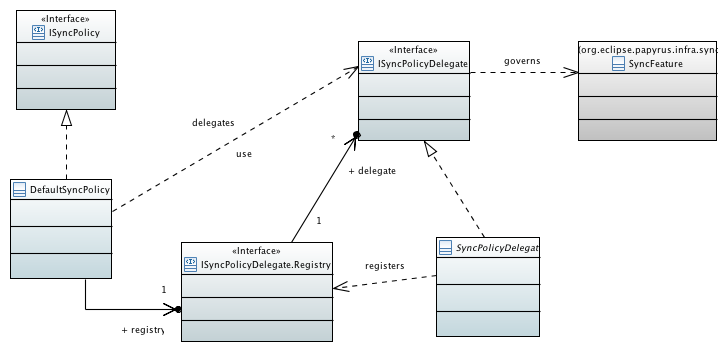 «Interface»
ISyncPolicy
«Interface»
ISyncPolicyDelegate
governs
(org.eclipse.papyrus.infra.sync
SyncFeature
delegates
use
*
+ delegate
DefaultSyncPolicy
1
«Interface»
ISyncPolicyDelegate.Registry
SyncPolicyDelegat
registers
1
+ registry